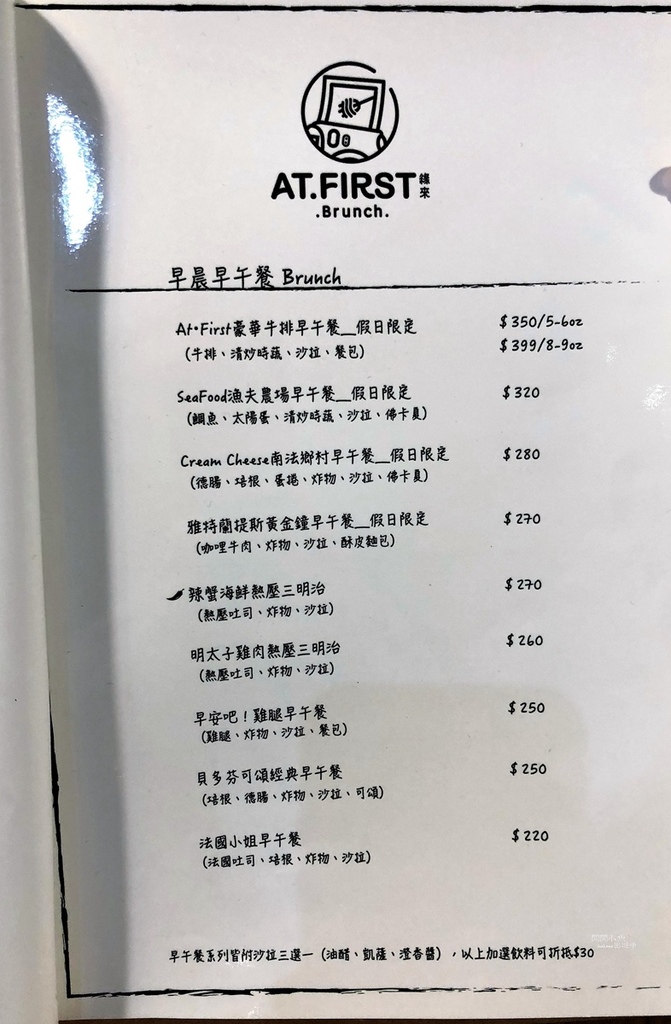 AT.FIRST 緣來
.Brunch.
早晨早午餐 Brunch
At•First豪華牛排早午餐__假日限定 $350/5-6oz
(牛排、清炒時蔬、沙拉、餐包) $399/8-9oz
SeaFood漁夫農場早午餐__假日限定 $320
(鯛魚、太陽蛋、清炒時蔬、沙拉、佛卡夏)
Cream Cheese南法鄉村早午餐__假日限定 $280
(德腸、培根、蛋捲、炸物、沙拉、佛卡夏)
雅特蘭提斯黃金鐘早午餐__假日限定 $270
(咖哩牛肉、炸物、沙拉、酥皮麵包)
辣蟹海鮮熱壓三明治 $270
(熱壓吐司、炸物、沙拉)
明太子雞肉熱壓三明治 $260
(熱壓吐司、炸物、沙拉)
早安吧！雞腿早午餐 $250
(雞腿、炸物、沙拉、餐包)
貝多芬可頌經典早午餐 $250
(培根、德腸、炸物、沙拉、可頌)
法國小姐早午餐 $220
(法國吐司、培根、炸物、沙拉)
早午餐系列皆附沙拉三選一（油醋、凱薩、澄香醬），以上加選飲料可折抵$30